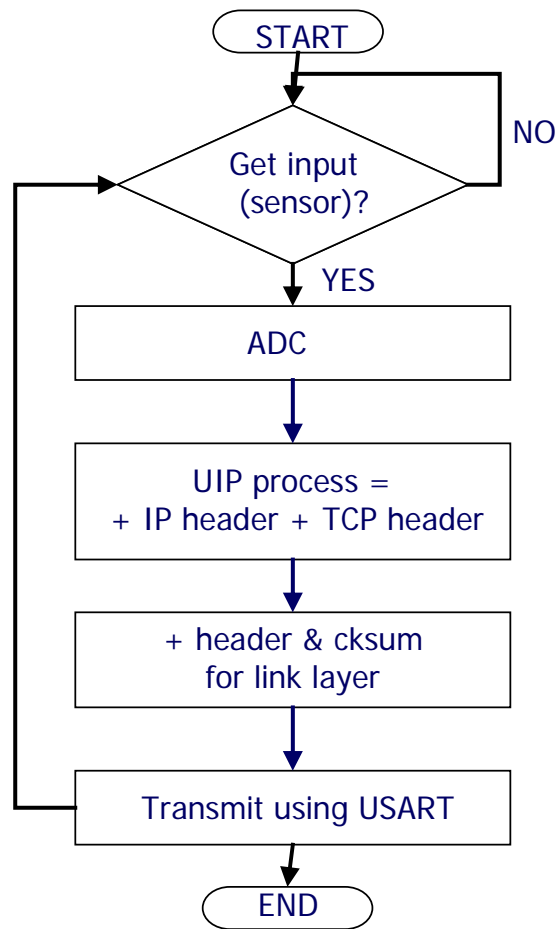 START
NO
Get input
(sensor)?
YES
ADC
UIP process =
+ IP header + TCP header
+ header & cksum
for link layer
Transmit using USART
END